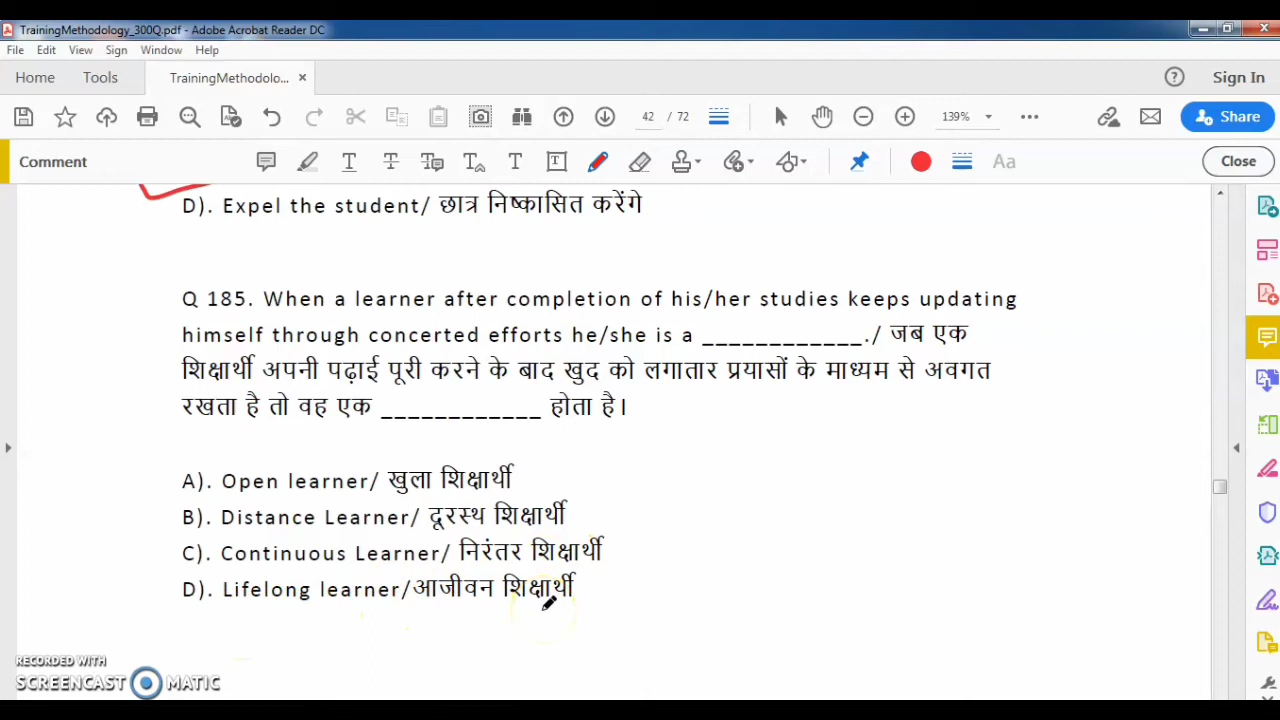 TrainingMethodology_300Q.pdf - Adobe Acrobat Reader DC
File Edit View Sign Window Help
Home Tools TrainingMethodolo... × Sign In
42 / 72 139% Share
Comment Aa Close
D). Expel the student/ छात्र निष्कासित करेंगे
Q 185. When a learner after completion of his/her studies keeps updating
himself through concerted efforts he/she is a ____________./ जब एक
शिक्षार्थी अपनी पढ़ाई पूरी करने के बाद खुद को लगातार प्रयासों के माध्यम से अवगत
रखता है तो वह एक ____________ होता है।
A). Open learner/ खुला शिक्षार्थी
B). Distance Learner/ दूरस्थ शिक्षार्थी
C). Continuous Learner/ निरंतर शिक्षार्थी
D). Lifelong learner/आजीवन शिक्षार्थी
RECORDED WITH
SCREENCAST MATIC